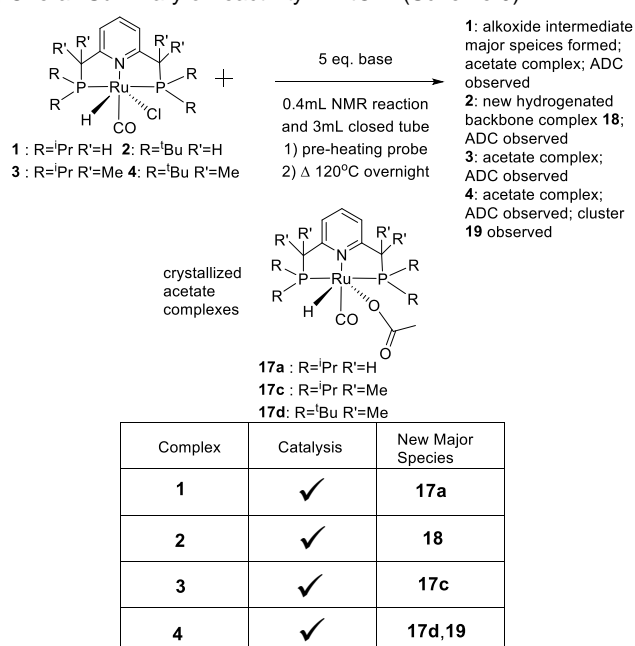 Summary of
R' R' R' R'
N
R P Ru P R
R R
H Cl
CO
1 : R=ⁱPr R'=H 2: R=ᵗBu R'=H
3 : R=ⁱPr R'=Me 4: R=ᵗBu R'=Me
+
5 eq. base
0.4mL NMR reaction
and 3mL closed tube
1) pre-heating probe
2) Δ 120°C overnight
1: alkoxide intermediate
major speices formed;
acetate complex; ADC
observed
2: new hydrogenated
backbone complex 18;
ADC observed
3: acetate complex;
ADC observed
4: acetate complex;
ADC observed; cluster
19 observed
crystallized
acetate
complexes
R' R' R' R'
N
R P Ru P R
R R
H O
CO
O
17a : R=ⁱPr R'=H
17c : R=ⁱPr R'=Me
17d: R=ᵗBu R'=Me
Complex Catalysis New Major
Species
1 ✓ 17a
2 ✓ 18
3 ✓ 17c
4 ✓ 17d,19